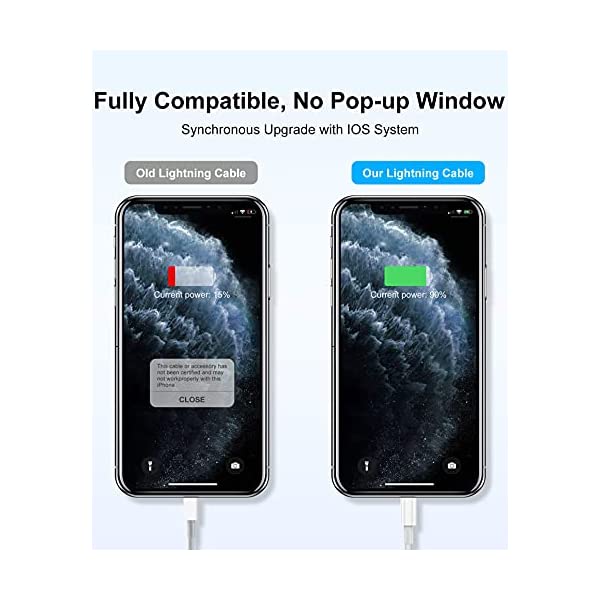 Fully Compatible, No Pop-up Window
Synchronous Upgrade with IOS System
Old Lightning Cable
Our Lightning Cable
Current power: 15%
Current power: 90%
This cable or accessory has
not been certified and may
not workproperly with this
iPhone
CLOSE